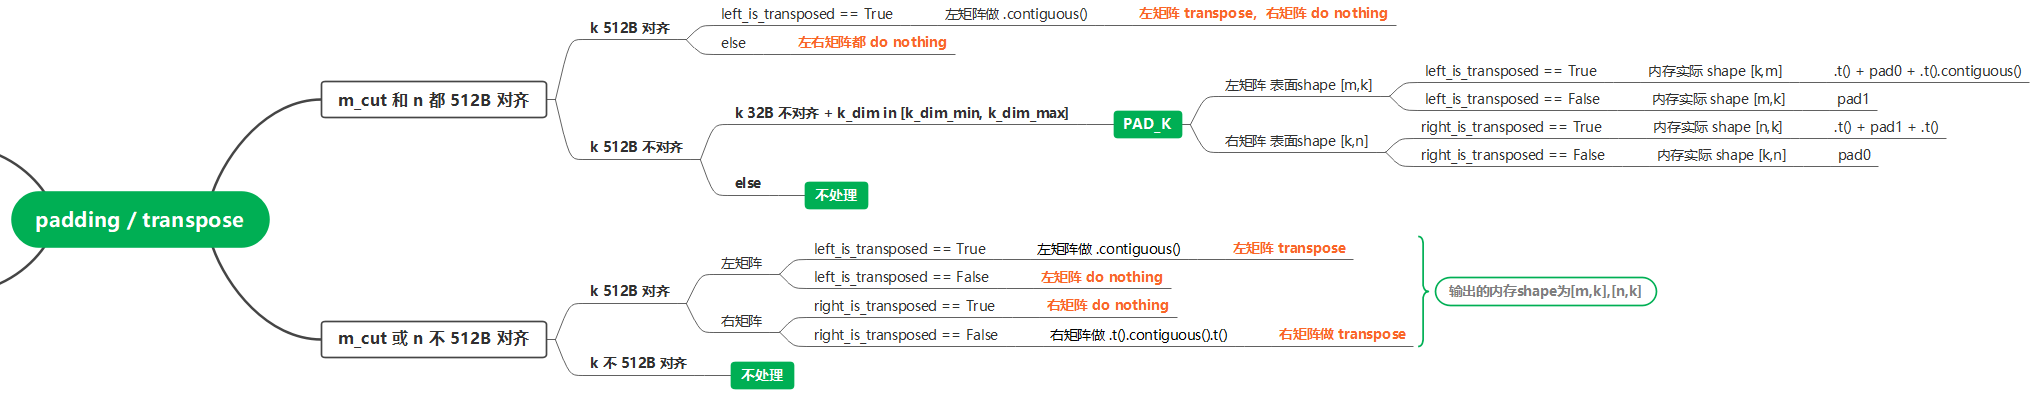 padding / transpose
m_cut 和 n 都 512B 对齐
k 512B 对齐
left_is_transposed == True 左矩阵做 .contiguous() 左矩阵 transpose, 右矩阵 do nothing
else 左右矩阵都 do nothing
k 512B 不对齐
k 32B 不对齐 + k_dim in [k_dim_min, k_dim_max]
PAD_K
左矩阵 表面shape [m,k]
left_is_transposed == True 内存实际 shape [k,m] .t() + pad0 + .t().contiguous()
left_is_transposed == False 内存实际 shape [m,k] pad1
右矩阵 表面shape [k,n]
right_is_transposed == True 内存实际 shape [n,k] .t() + pad1 + .t()
right_is_transposed == False 内存实际 shape [k,n] pad0
else 不处理
m_cut 或 n 不 512B 对齐
k 512B 对齐
左矩阵
left_is_transposed == True 左矩阵做 .contiguous() 左矩阵 transpose
left_is_transposed == False 左矩阵 do nothing
右矩阵
right_is_transposed == True 右矩阵 do nothing
right_is_transposed == False 右矩阵做 .t().contiguous().t() 右矩阵做 transpose
输出的内存shape为[m,k],[n,k]
k 不 512B 对齐 不处理